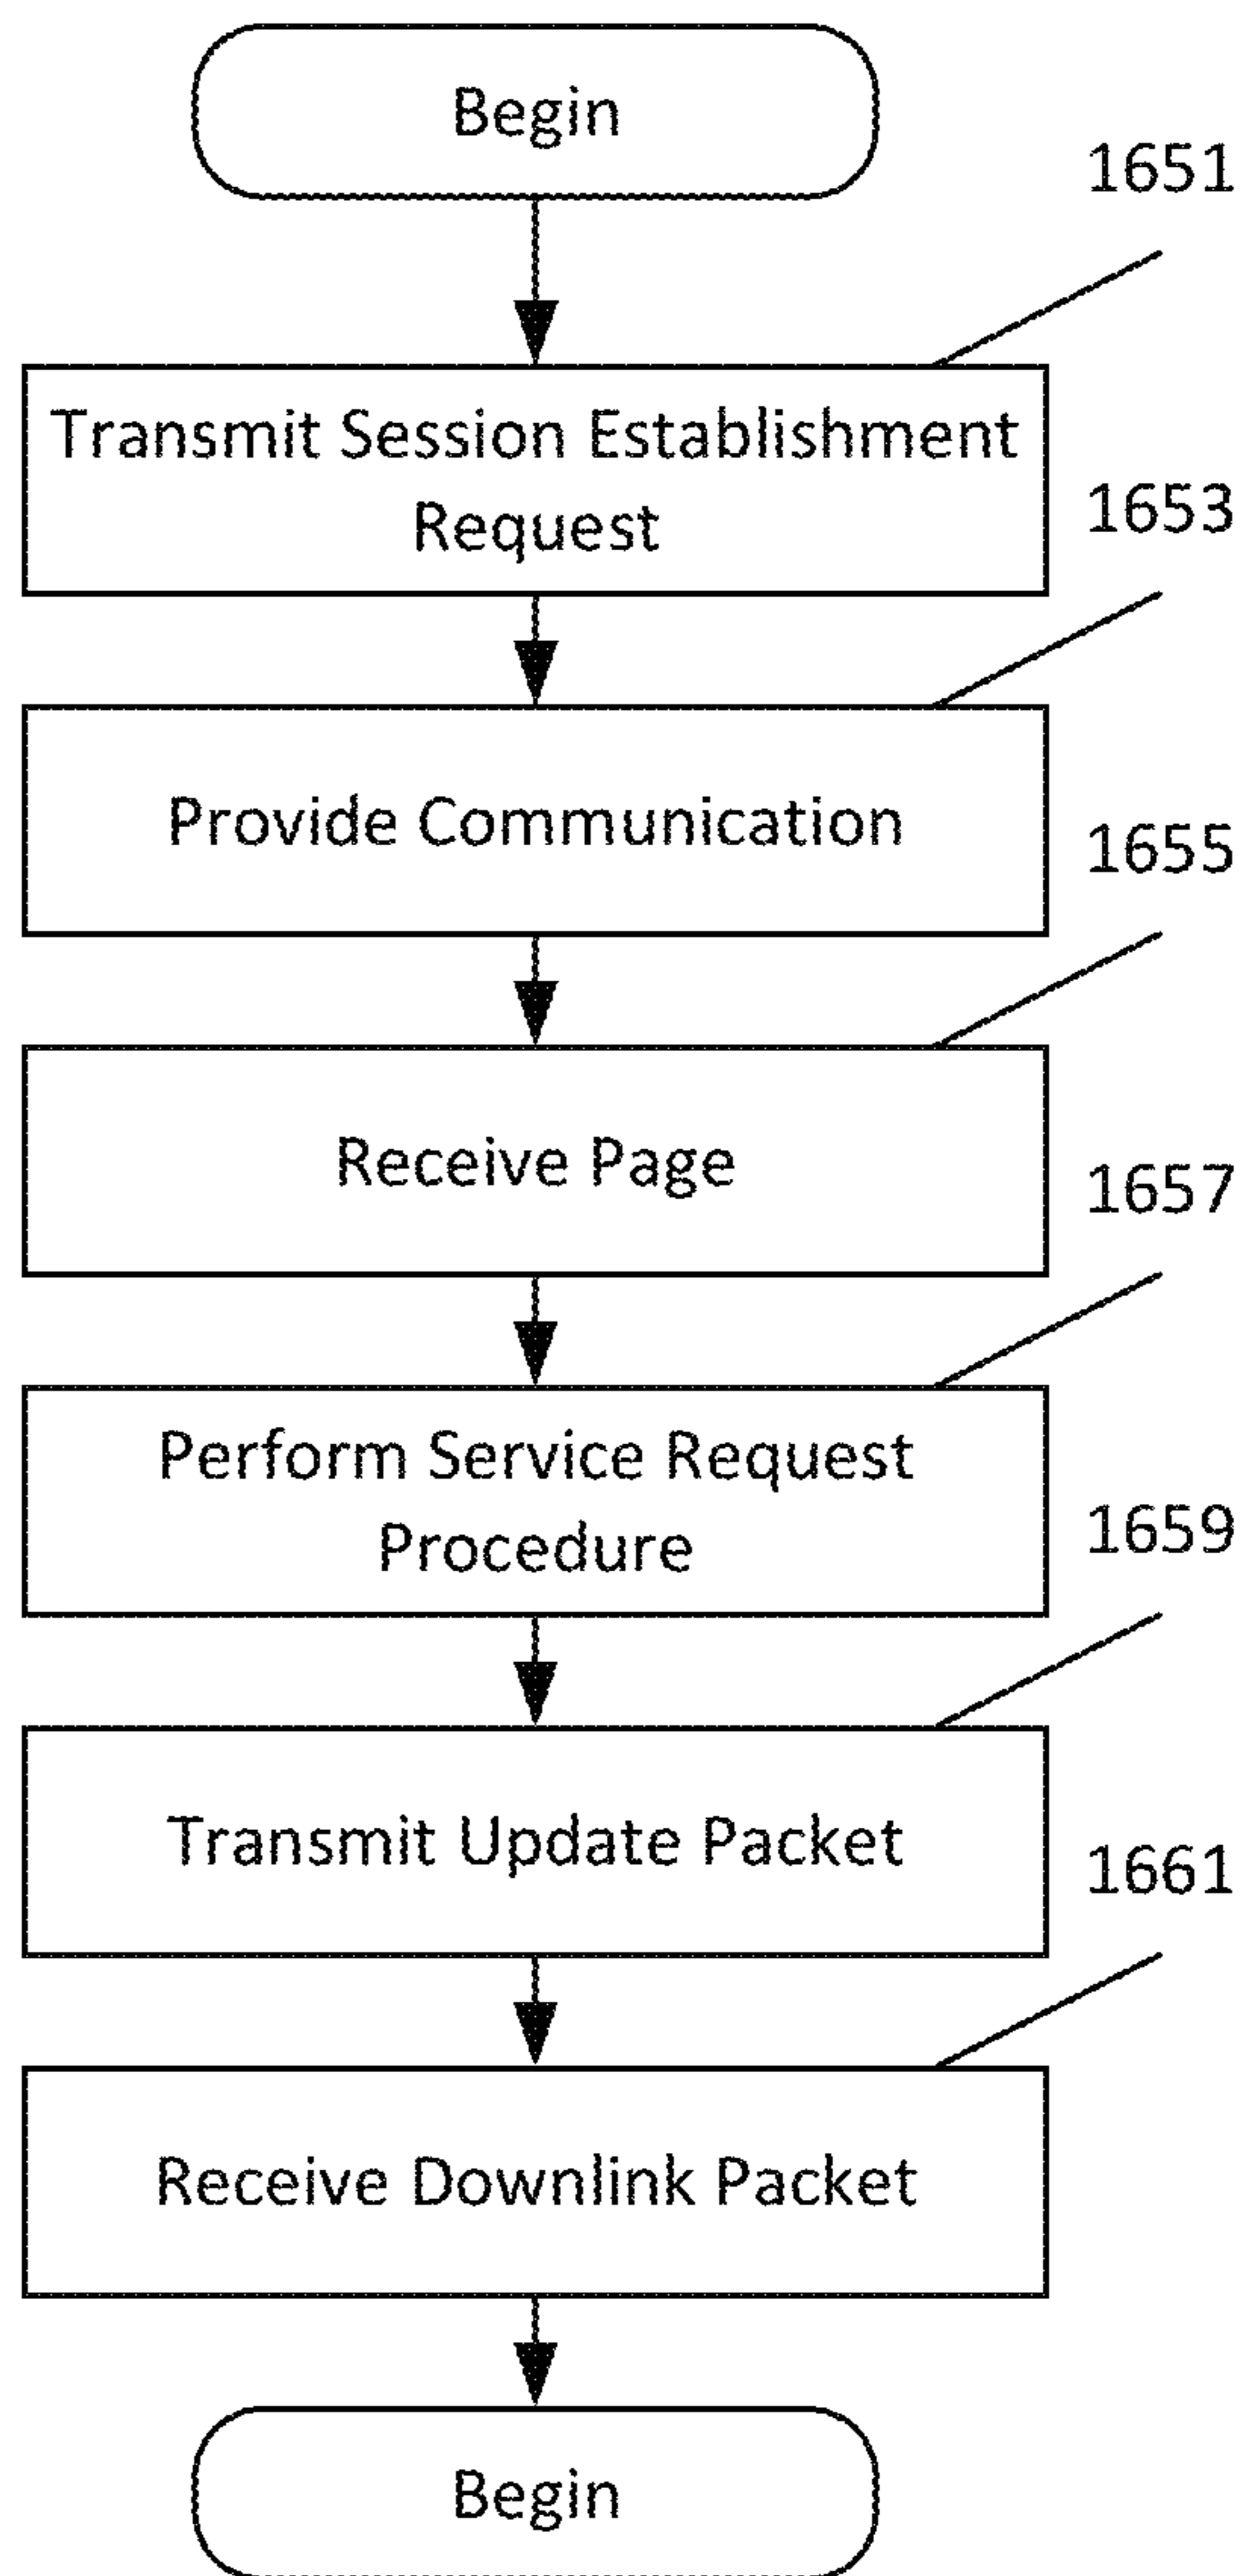 Begin
1651
Transmit Session Establishment
Request
1653
Provide Communication
1655
Receive Page
1657
Perform Service Request
Procedure
1659
Transmit Update Packet
1661
Receive Downlink Packet
Begin